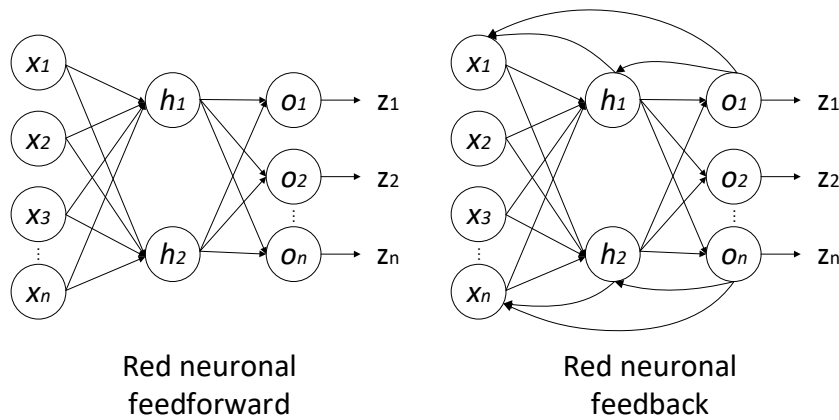 x1
x2
x3
xn
h1
h2
o1
o2
on
z1
z2
zn
Red neuronal
feedforward
x1
x2
x3
xn
h1
h2
o1
o2
on
z1
z2
zn
Red neuronal
feedback